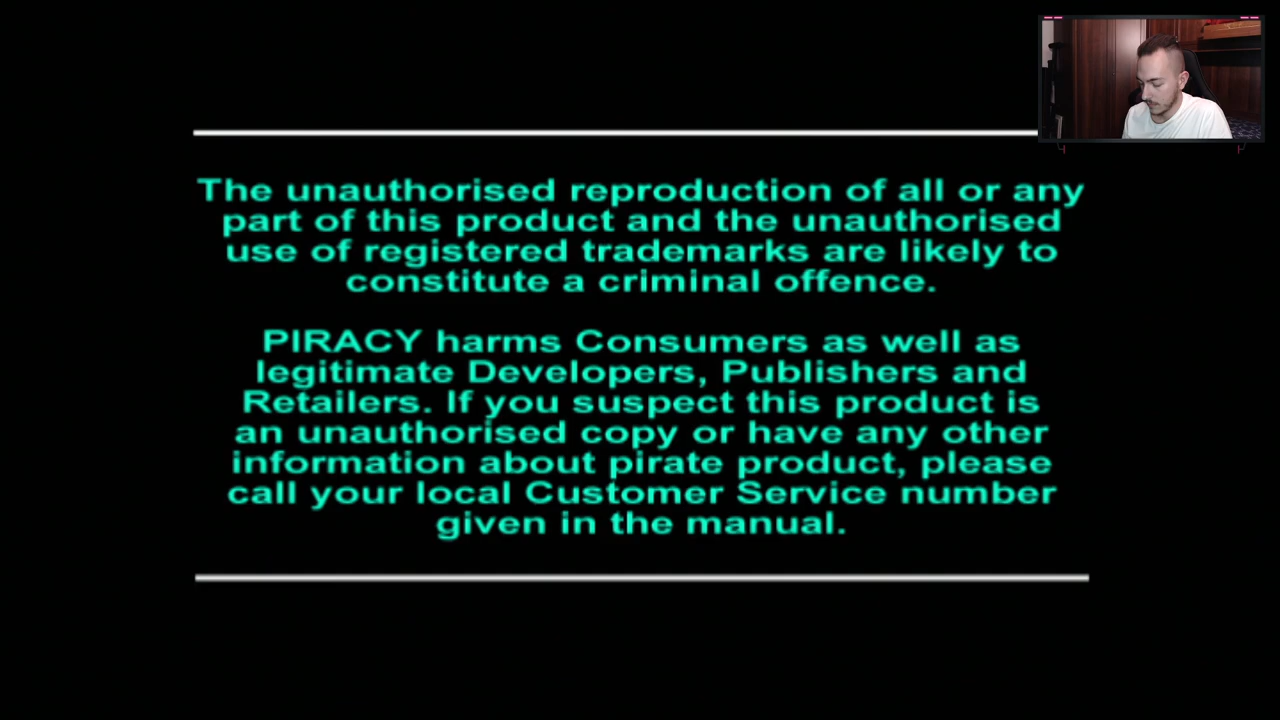 The unauthorised reproduction of all or any
part of this product and the unauthorised
use of registered trademarks are likely to
constitute a criminal offence.
PIRACY harms Consumers as well as
legitimate Developers, Publishers and
Retailers. If you suspect this product is
an unauthorised copy or have any other
information about pirate product, please
call your local Customer Service number
given in the manual.